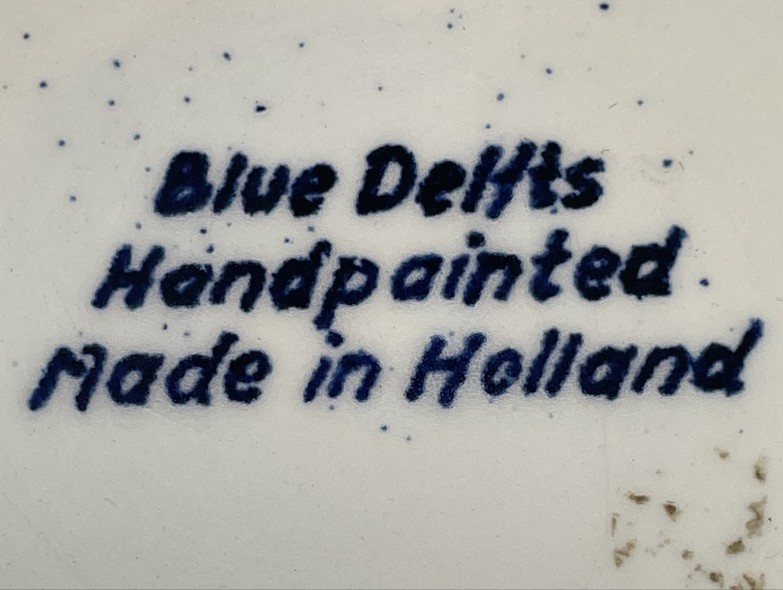 Blue Delfts
Handpainted
Made in Holland